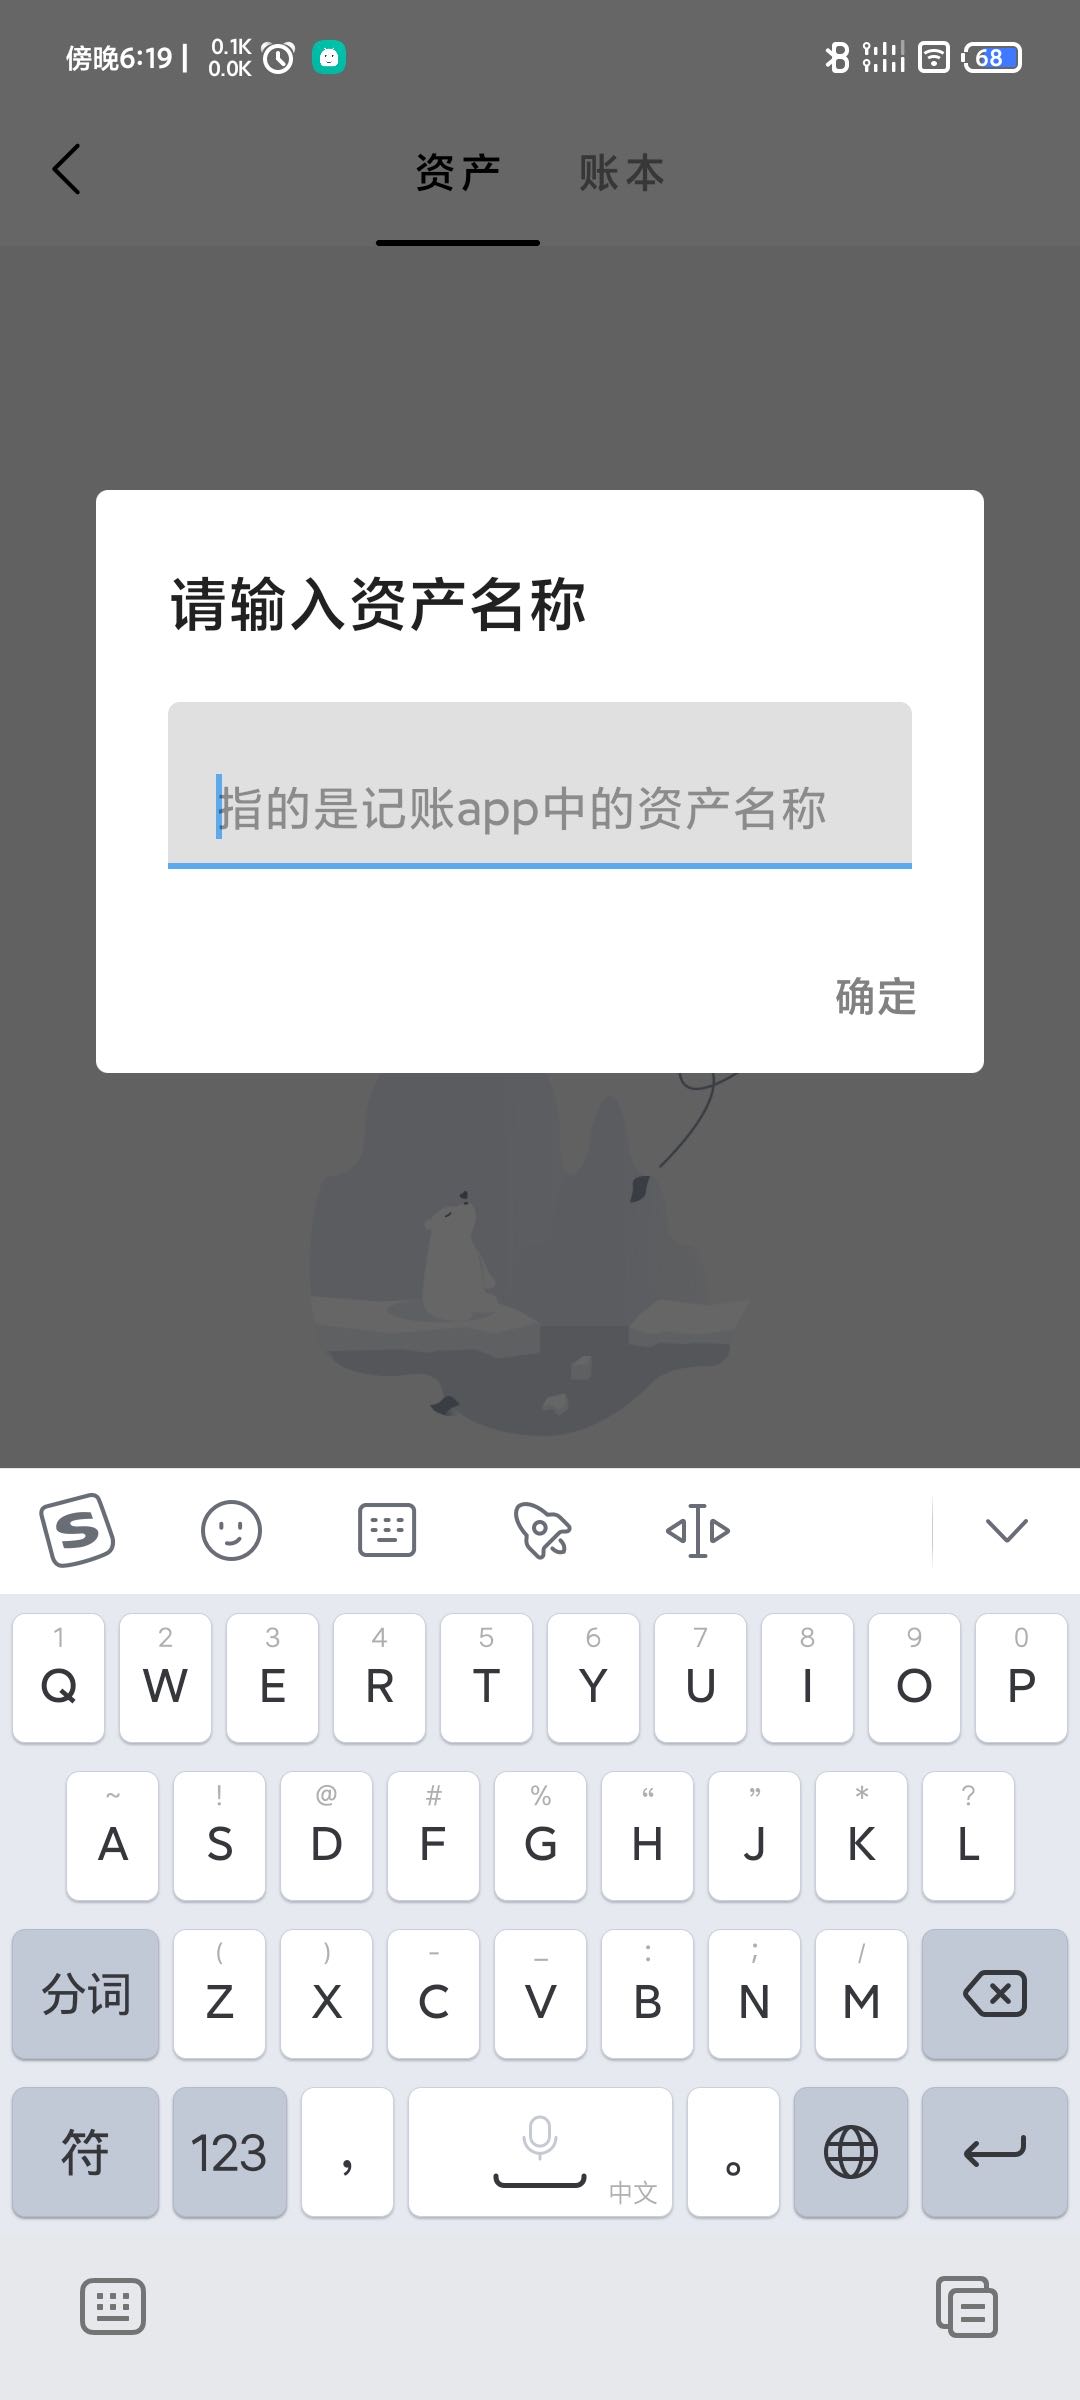 傍晚6:19 | 0.1K
0.0K
68
资产 账本
请输入资产名称
指的是记账app中的资产名称
确定
1 2 3 4 5 6 7 8 9 0
Q W E R T Y U I O P
~ ! @ # % “ ” * ?
A S D F G H J K L
( ) - _ : ; /
分词 Z X C V B N M
符 123 ， 中文 。